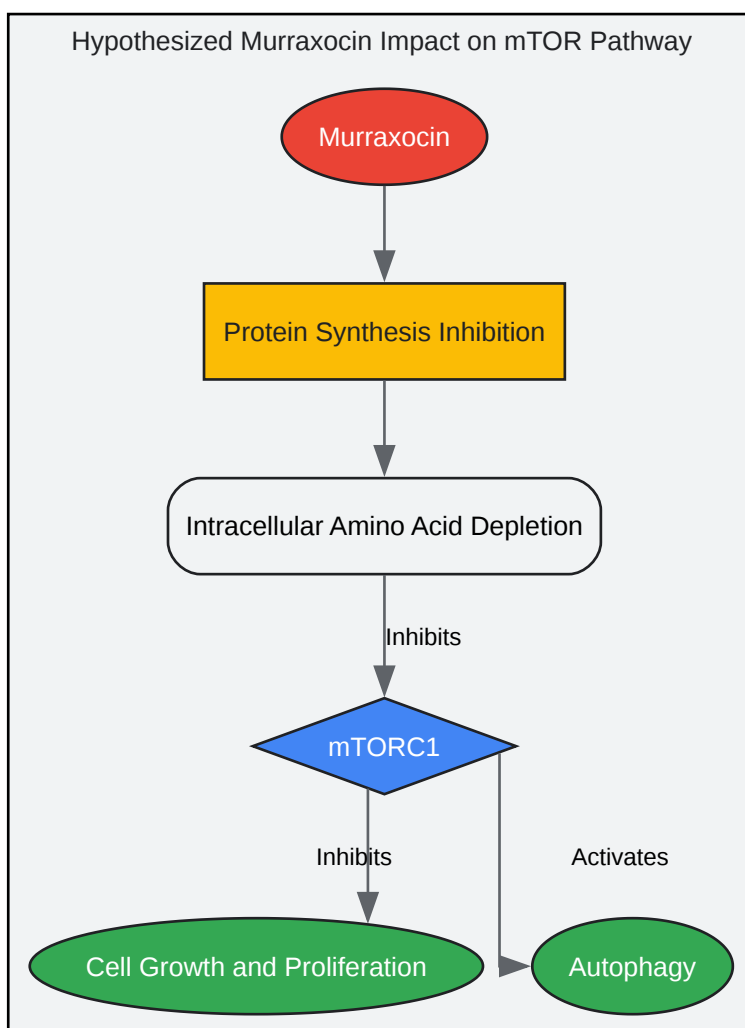 Hypothesized Murraxocin Impact on mTOR Pathway
Murraxocin
Protein Synthesis Inhibition
Intracellular Amino Acid Depletion
Inhibits
mTORC1
Inhibits
Activates
Cell Growth and Proliferation
Autophagy